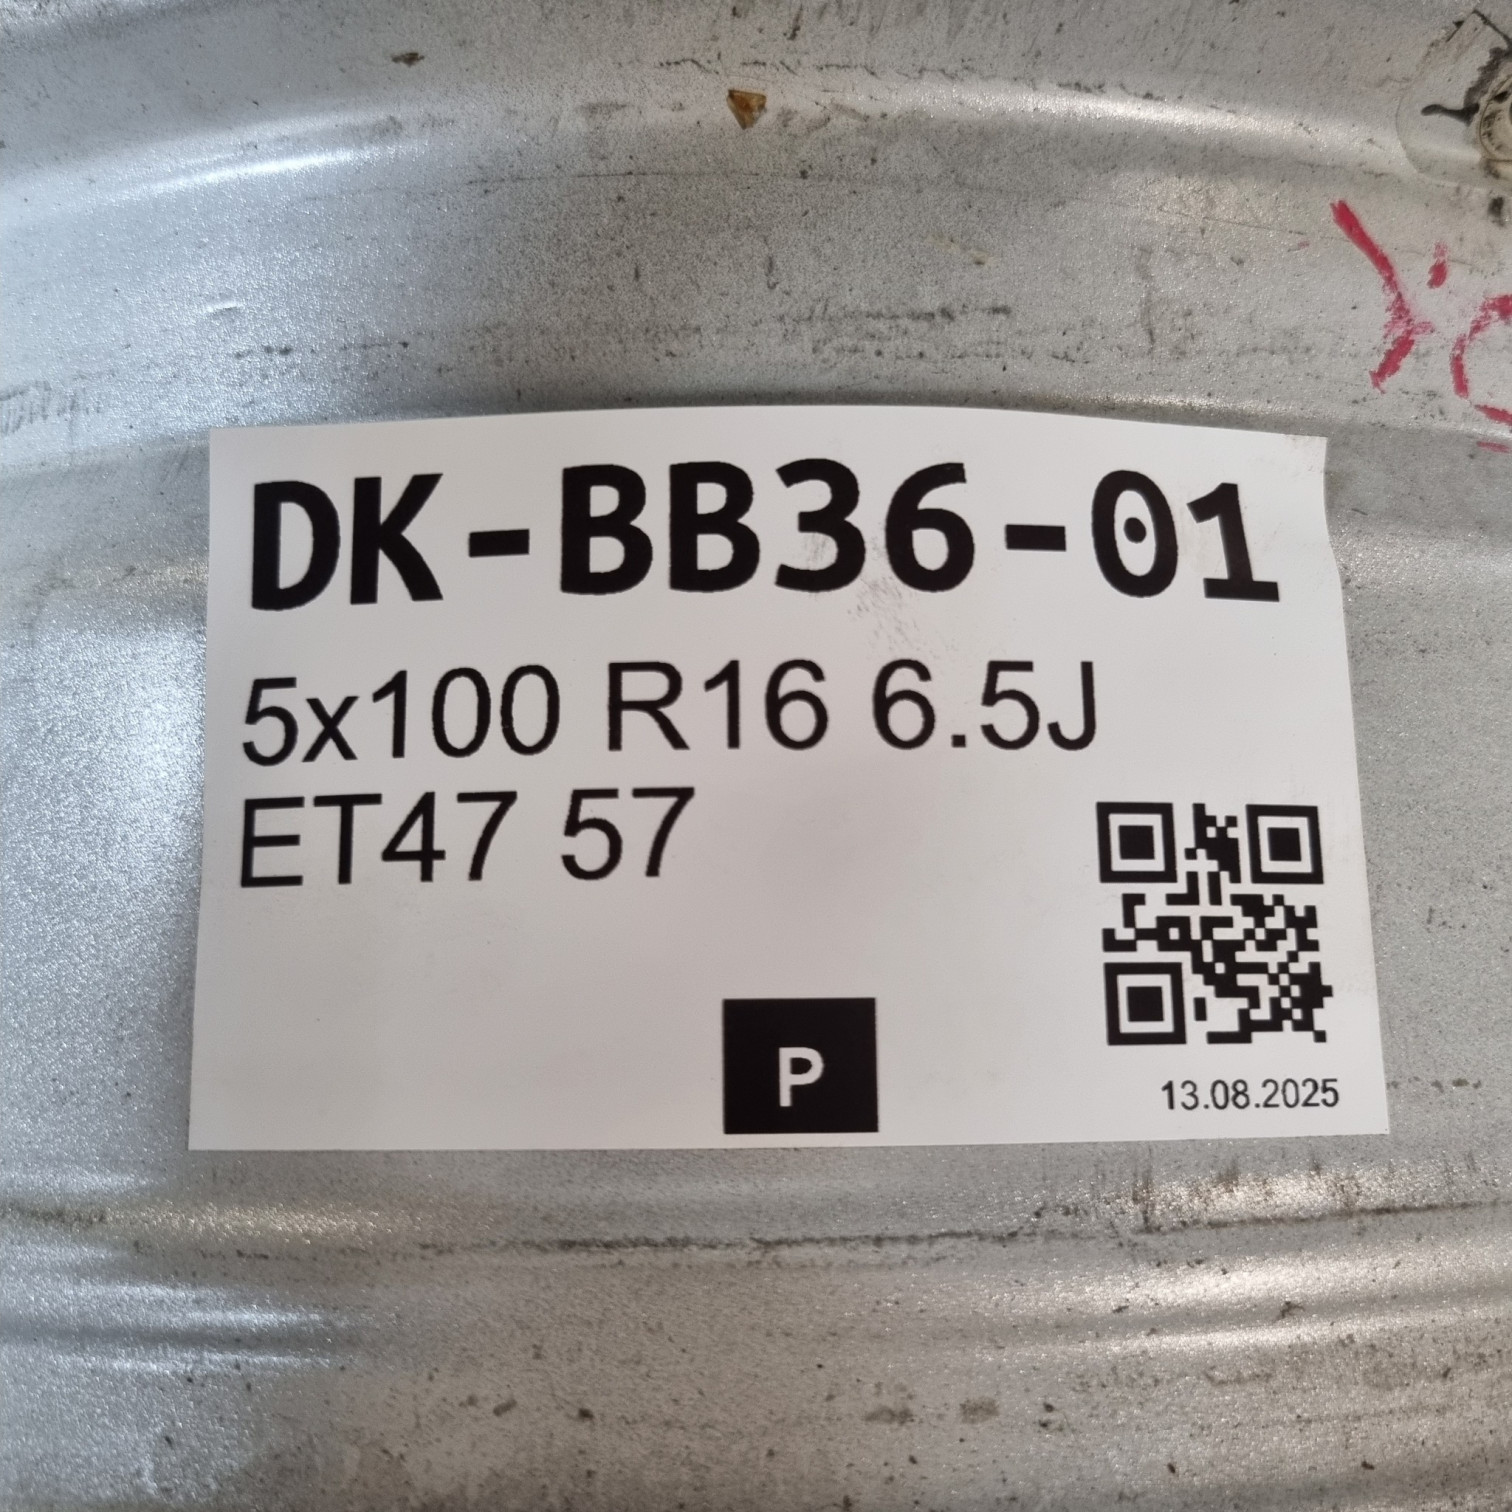 DK-BB36-01
5x100 R16 6.5J
ET47 57
P
13.08.2025